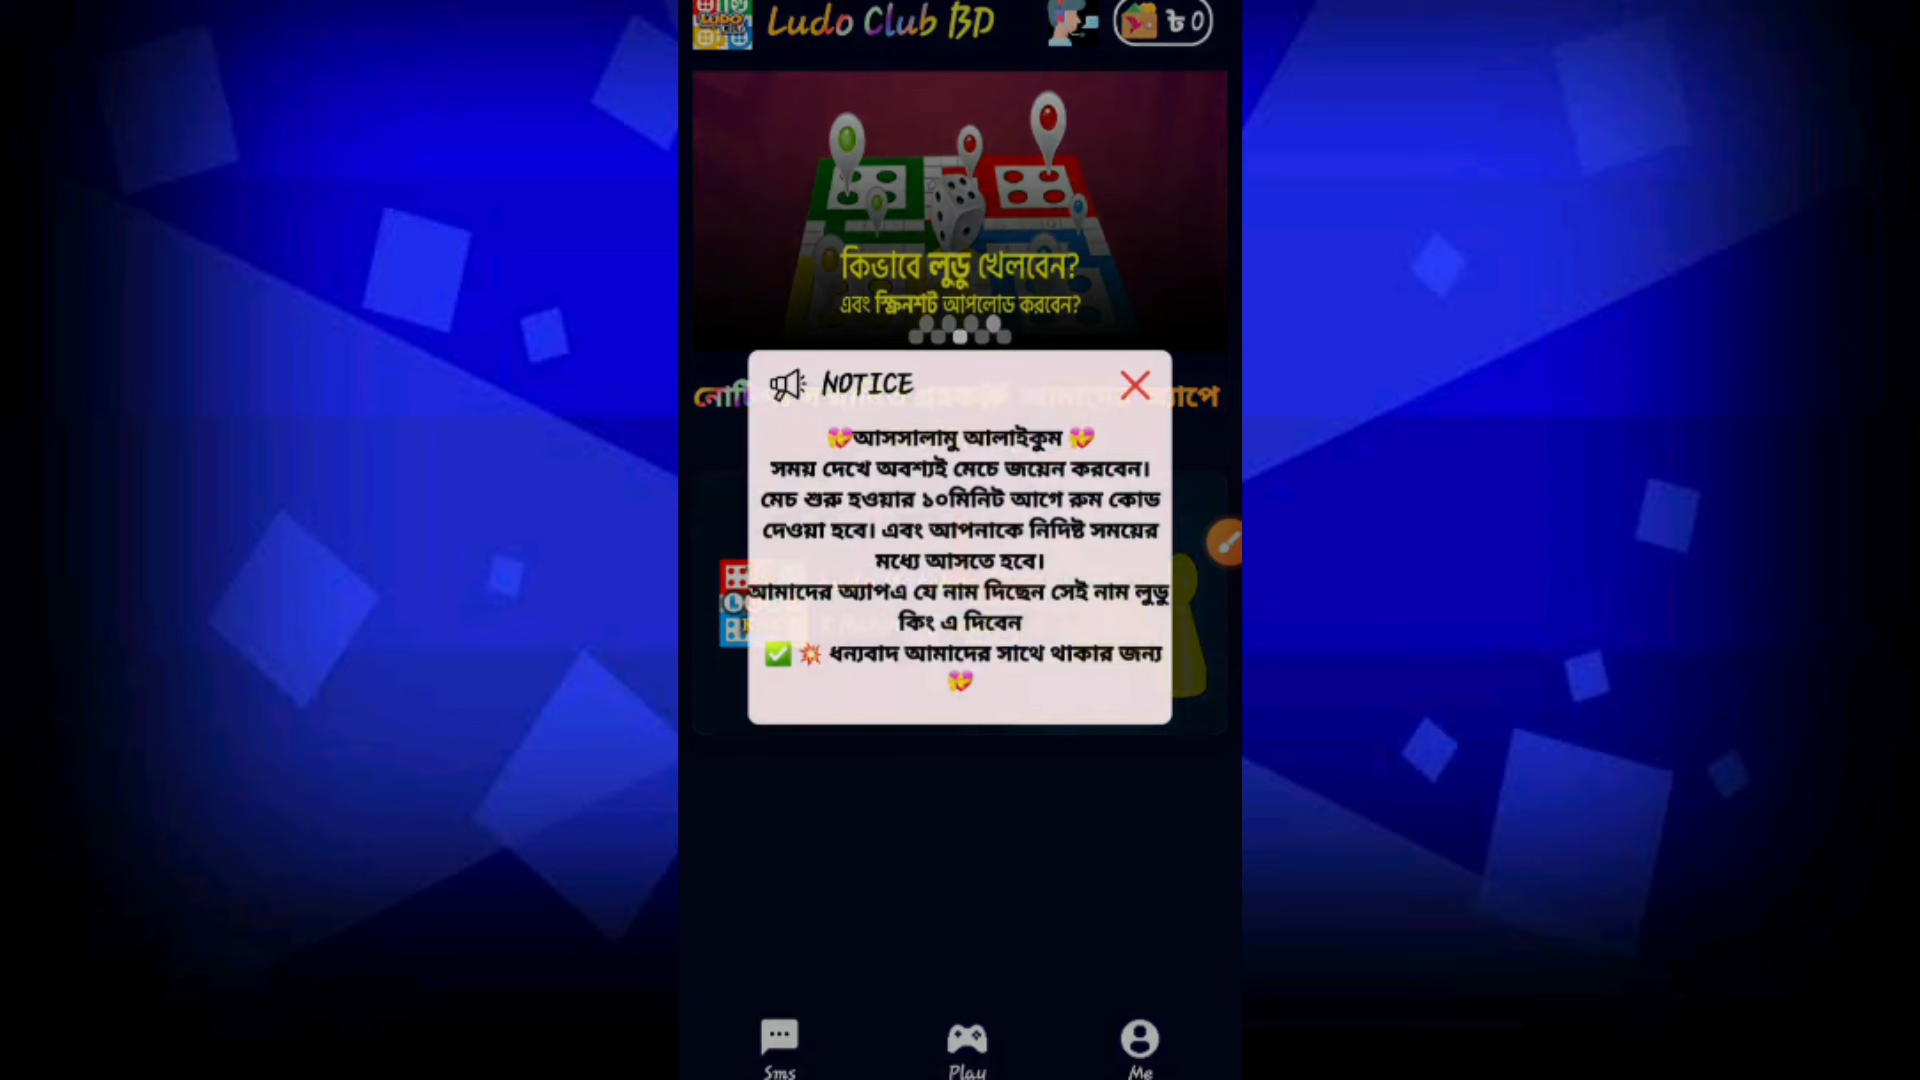 Ludo Club BD
৳ 0
কিভাবে লুডু খেলবেন?
এবং স্ক্রিনশট আপলোড করবেন?
NOTICE
💝আসসালামু আলাইকুম 💝
সময় দেখে অবশ্যই মেচে জয়েন করবেন।
মেচ শুরু হওয়ার ১০মিনিট আগে রুম কোড
দেওয়া হবে। এবং আপনাকে নিদিষ্ট সময়ের
মধ্যে আসতে হবে।
আমাদের অ্যাপএ যে নাম দিছেন সেই নাম লুডু
কিং এ দিবেন
✅ 💥 ধন্যবাদ আমাদের সাথে থাকার জন্য
💝
Sms
Play
Me